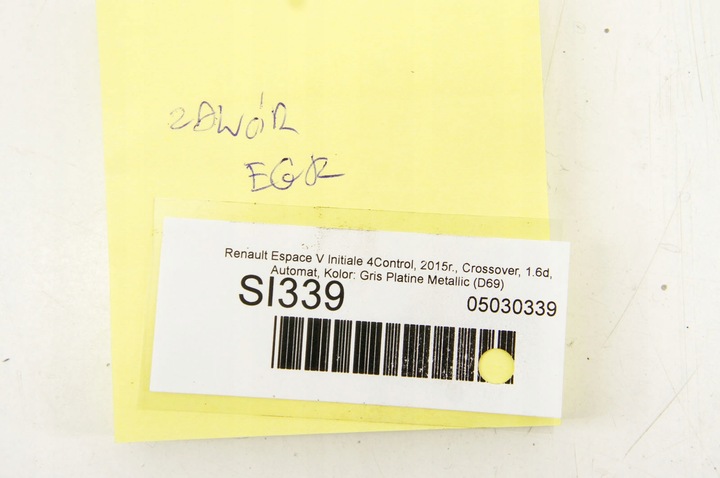 ZAWÓR
EGR
Renault Espace V Initiale 4Control, 2015r., Crossover, 1.6d,
Automat, Kolor: Gris Platine Metallic (D69)
SI339
05030339